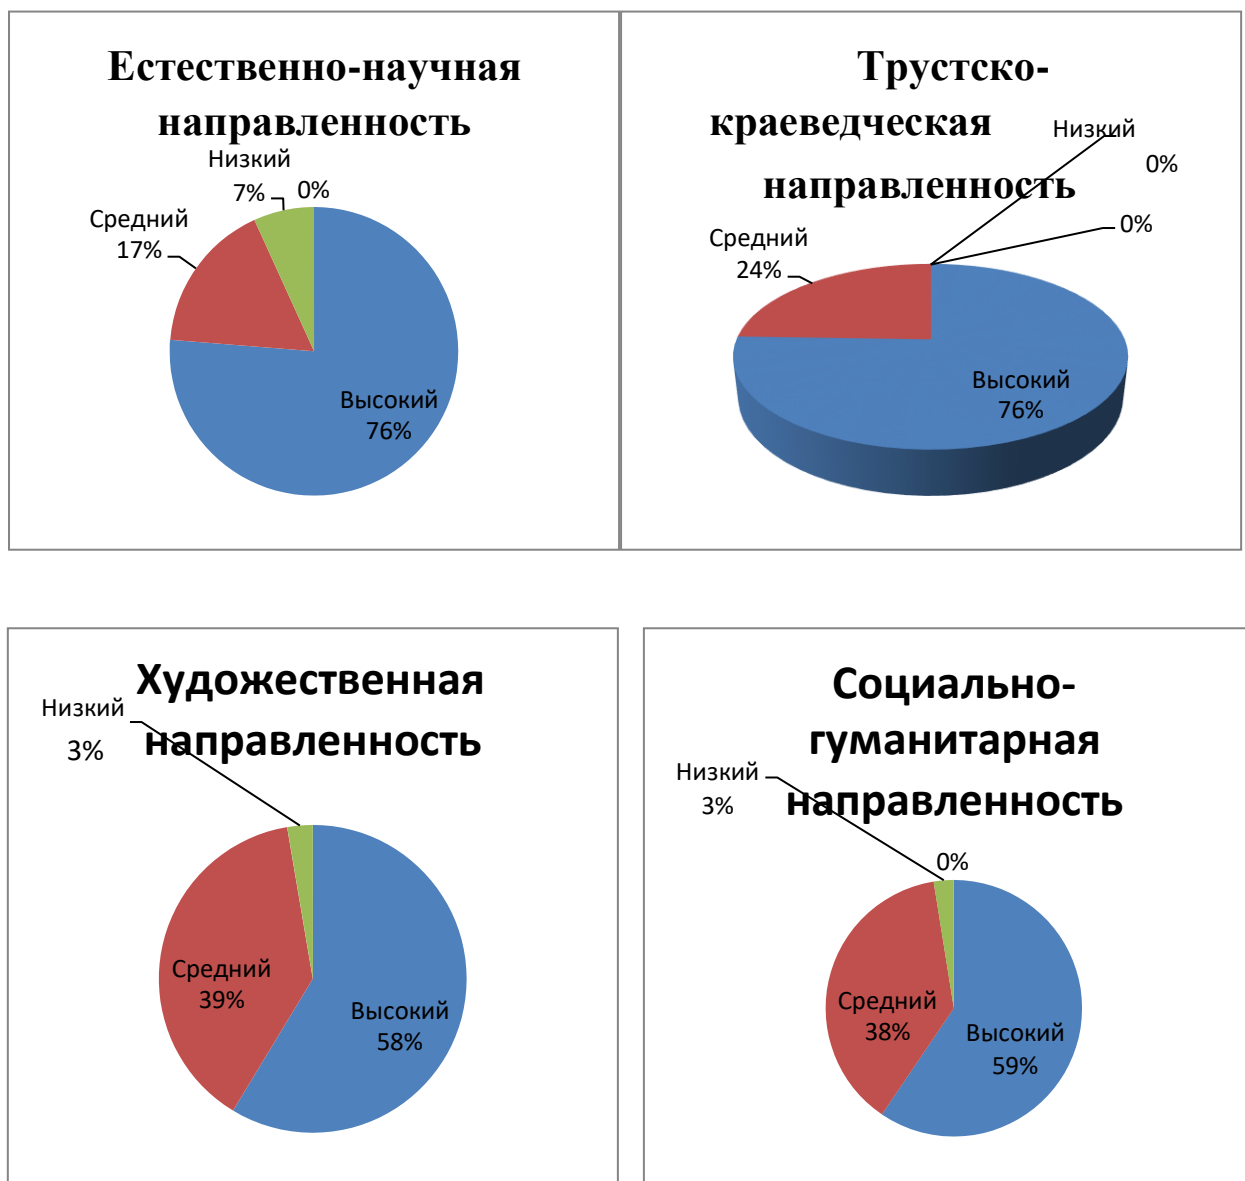 Естественно-научная
направленность
Низкий
7%
0%
Средний
17%
Высокий
76%
Трустско-
краеведческая
направленность
Низкий
0%
0%
Средний
24%
Высокий
76%
Художественная
направленность
Низкий
3%
Средний
39%
Высокий
58%
Социально-
гуманитарная
направленность
Низкий
3%
0%
Средний
38%
Высокий
59%